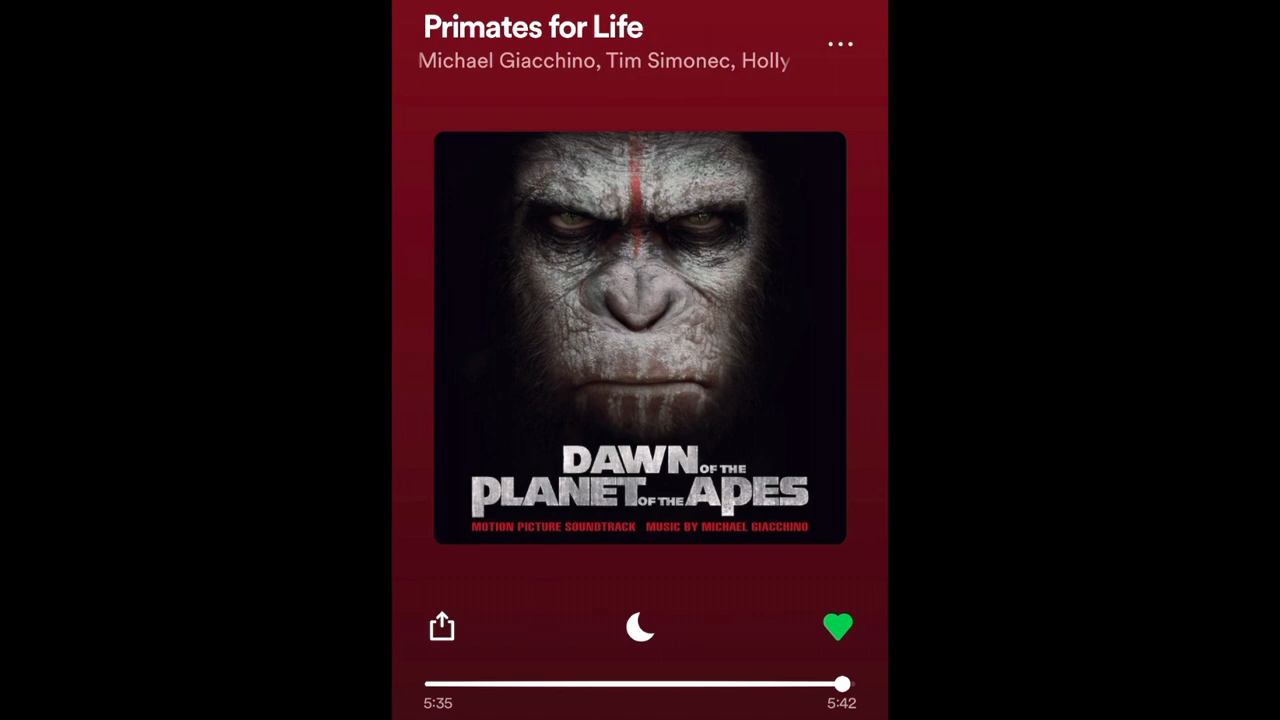 Primates for Life
Michael Giacchino, Tim Simonec, Holly
DAWN OF THE
PLANET OF THE APES
MOTION PICTURE SOUNDTRACK MUSIC BY MICHAEL GIACCHINO
5:35 5:42